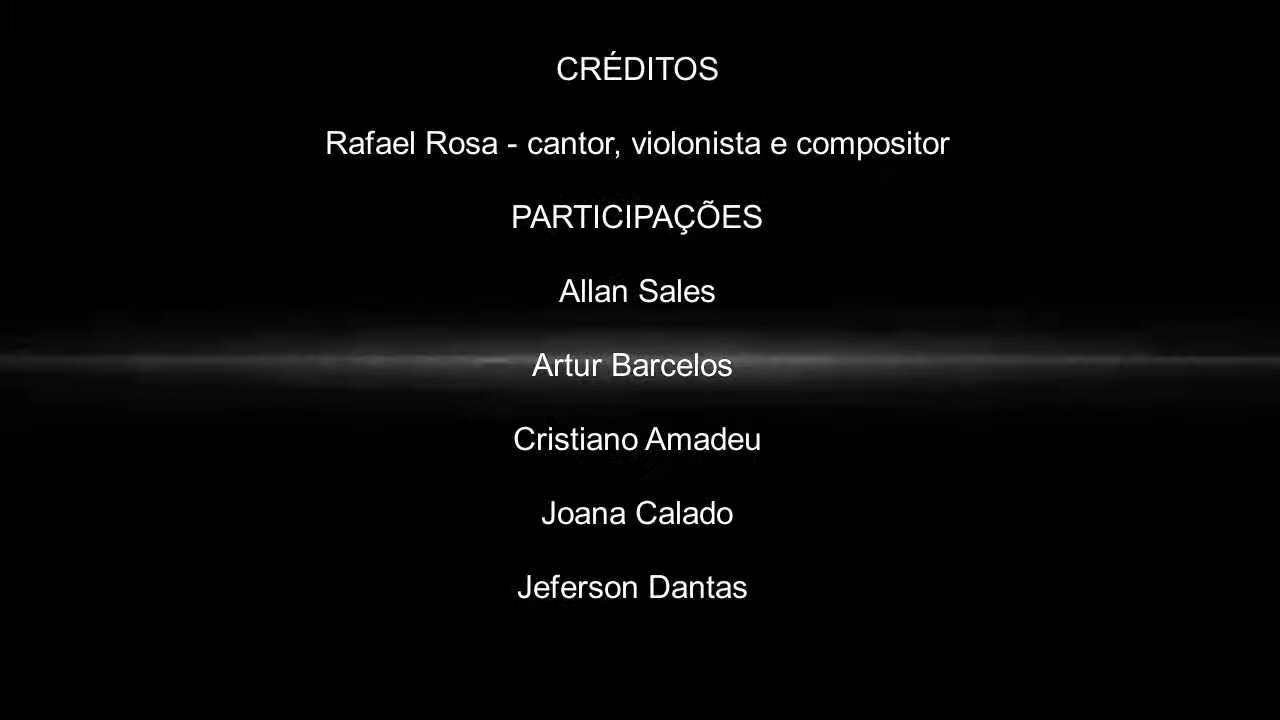 CRÉDITOS
Rafael Rosa - cantor, violonista e compositor
PARTICIPAÇÕES
Allan Sales
Artur Barcelos
Cristiano Amadeu
Joana Calado
Jeferson Dantas